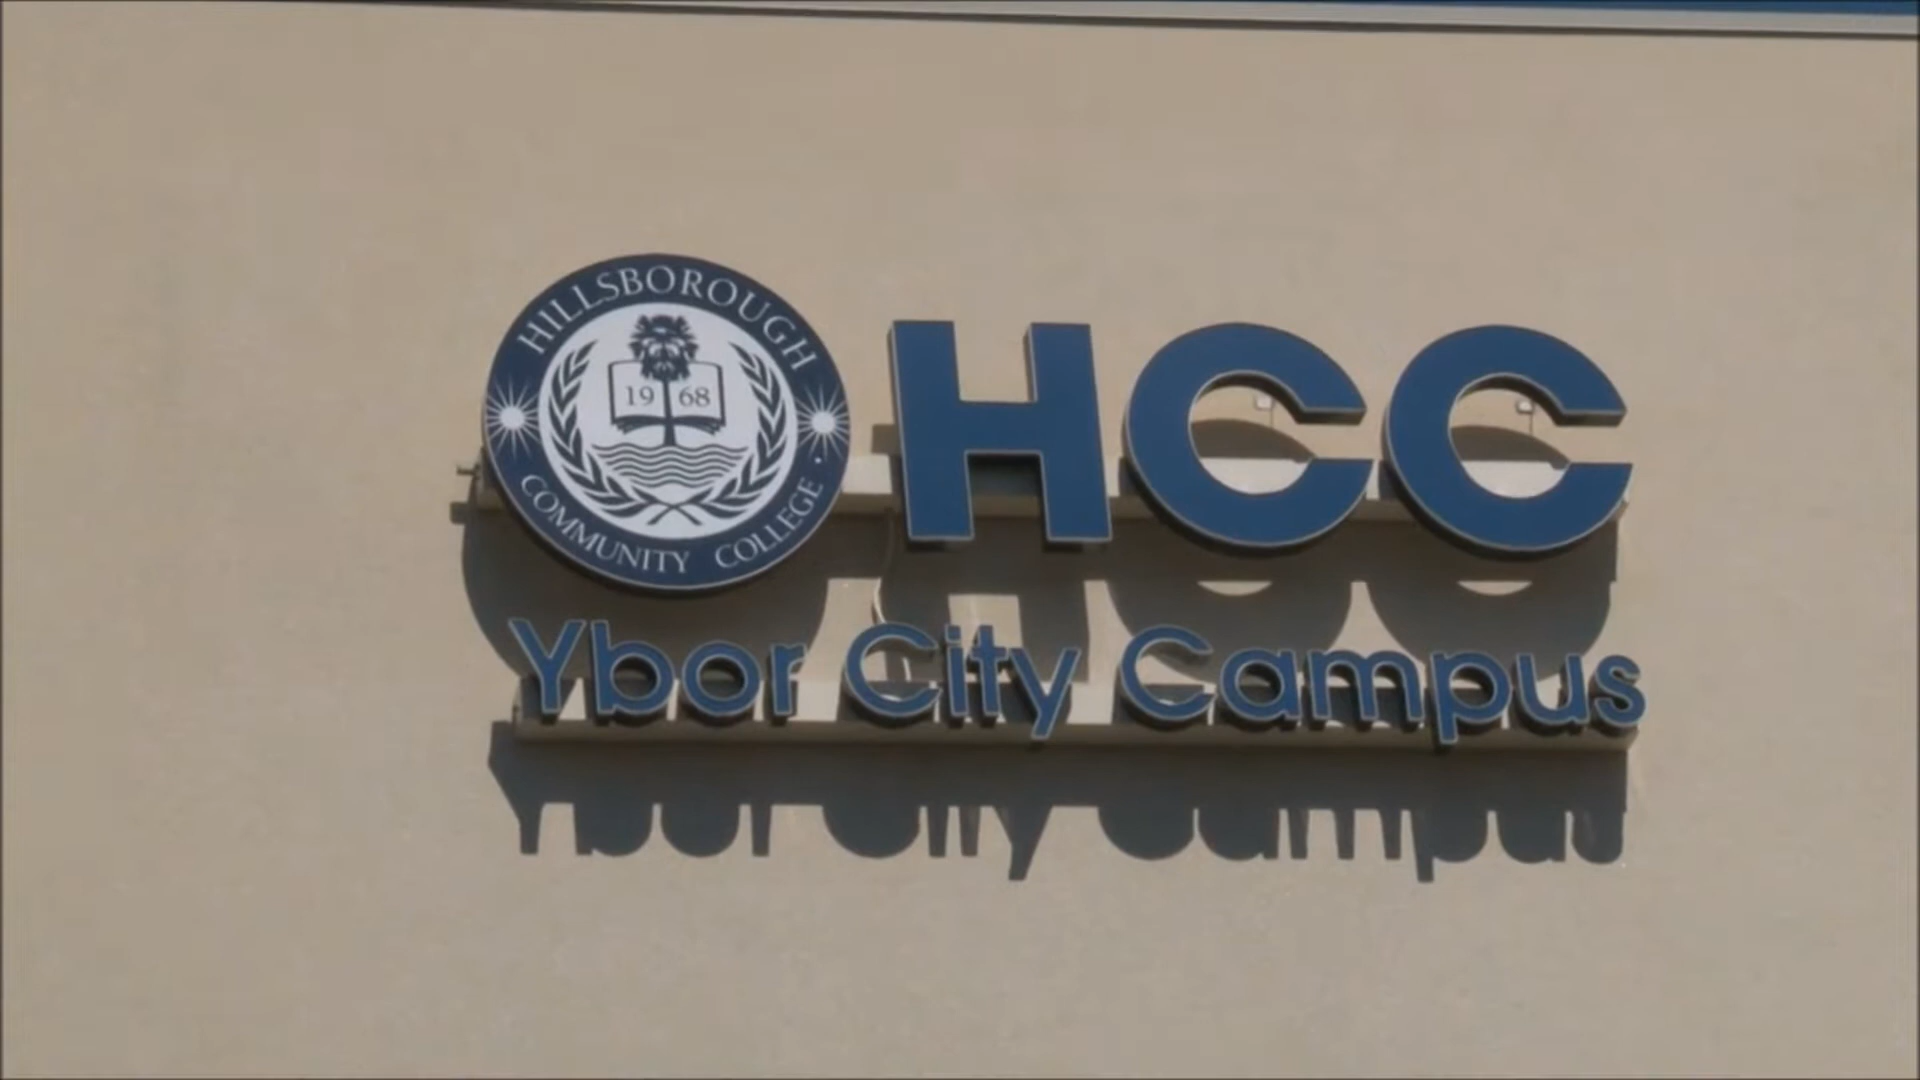 HILLSBOROUGH
19 68
COMMUNITY COLLEGE
HCC
Ybor City Campus